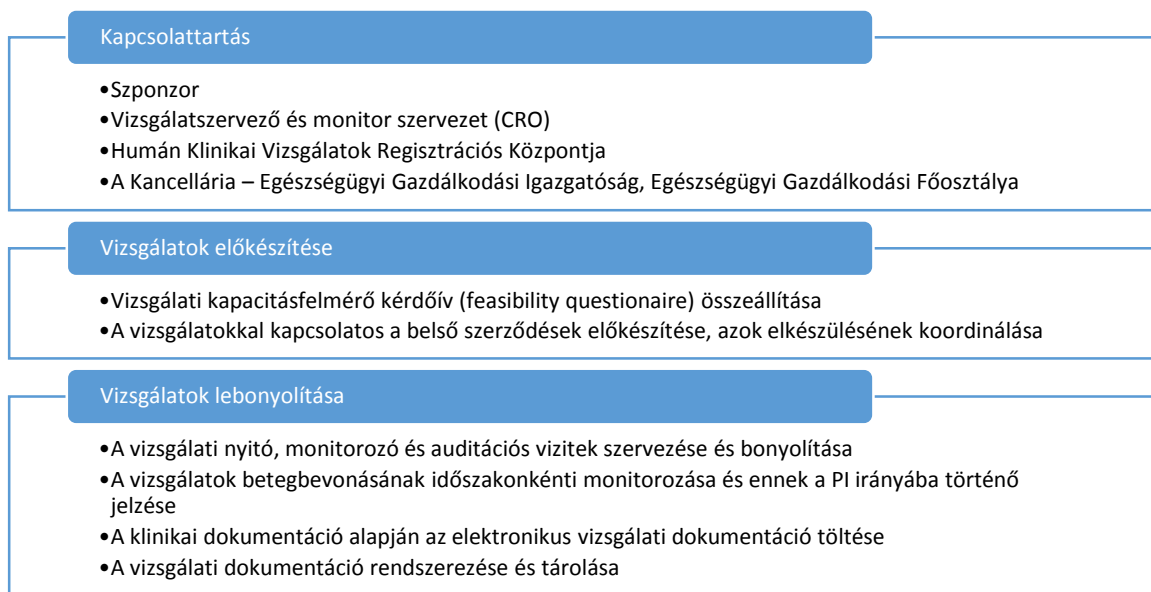 Kapcsolattartás
•Szponzor
•Vizsgálatszervező és monitor szervezet (CRO)
•Humán Klinikai Vizsgálatok Regisztrációs Központja
•A Kancellária – Egészségügyi Gazdálkodási Igazgatóság, Egészségügyi Gazdálkodási Főosztálya
Vizsgálatok előkészítése
•Vizsgálati kapacitásfelmérő kérdőív (feasibility questionaire) összeállítása
•A vizsgálatokkal kapcsolatos a belső szerződések előkészítése, azok elkészülésének koordinálása
Vizsgálatok lebonyolítása
•A vizsgálati nyitó, monitorozó és auditációs vizitek szervezése és bonyolítása
•A vizsgálatok betegbevonásának időszakonkénti monitorozása és ennek a PI irányába történő
jelzése
•A klinikai dokumentáció alapján az elektronikus vizsgálati dokumentáció töltése
•A vizsgálati dokumentáció rendszerezése és tárolása